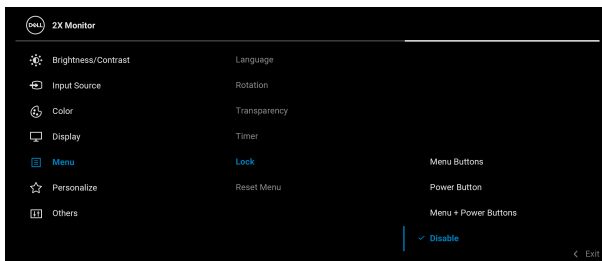 DELL 2X Monitor
Brightness/Contrast Language
Input Source Rotation
Color Transparency
Display Timer
Menu Lock Menu Buttons
Personalize Reset Menu Power Button
Others Menu + Power Buttons
Disable
Exit